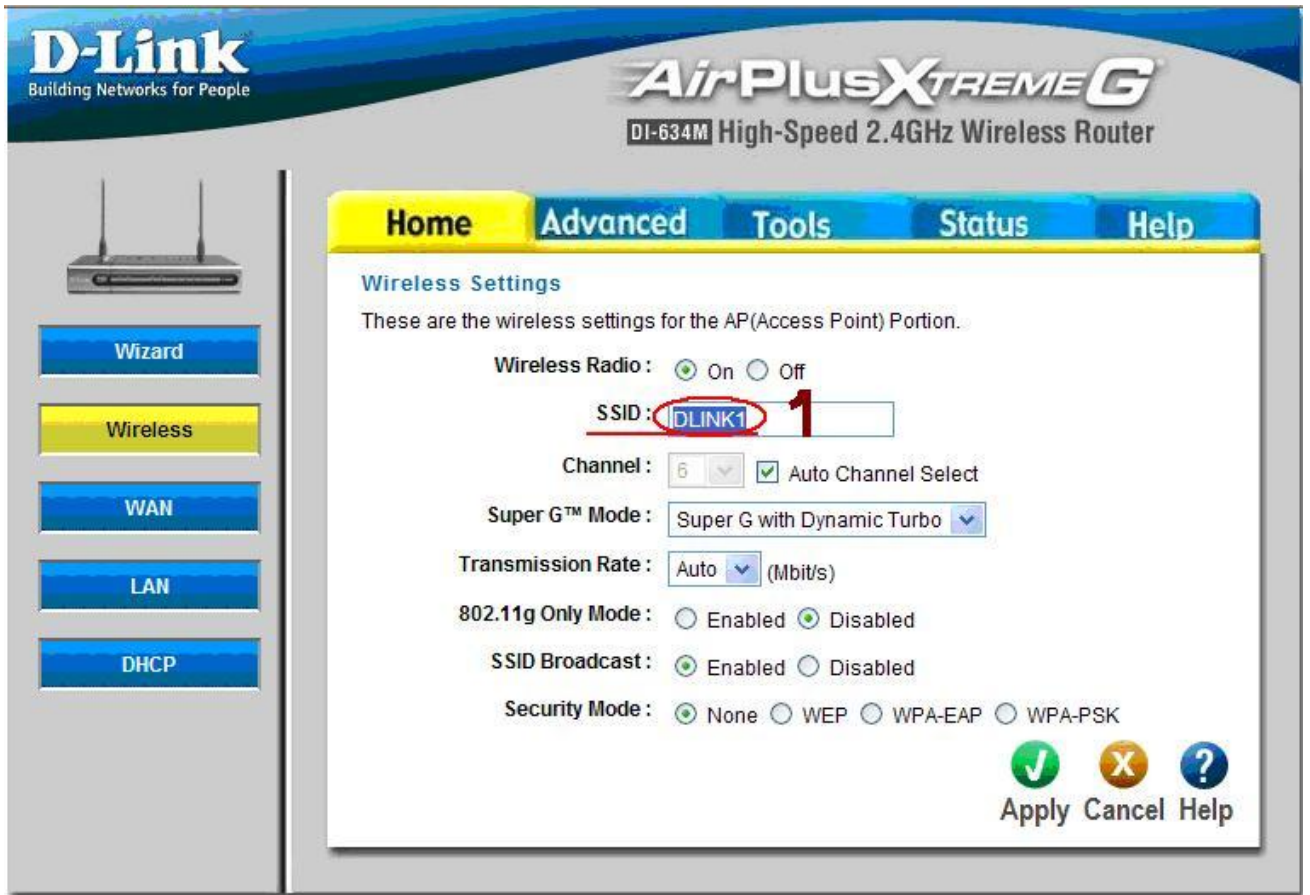 D-Link
Building Networks for People
AirPlusXTREMEG
DI-634M High-Speed 2.4GHz Wireless Router
Home Advanced Tools Status Help
Wizard
Wireless
WAN
LAN
DHCP
Wireless Settings
These are the wireless settings for the AP(Access Point) Portion.
Wireless Radio : On Off
SSID : DLINK1 1
Channel : 6 Auto Channel Select
Super G™ Mode : Super G with Dynamic Turbo
Transmission Rate : Auto (Mbit/s)
802.11g Only Mode : Enabled Disabled
SSID Broadcast : Enabled Disabled
Security Mode : None WEP WPA-EAP WPA-PSK
Apply Cancel Help